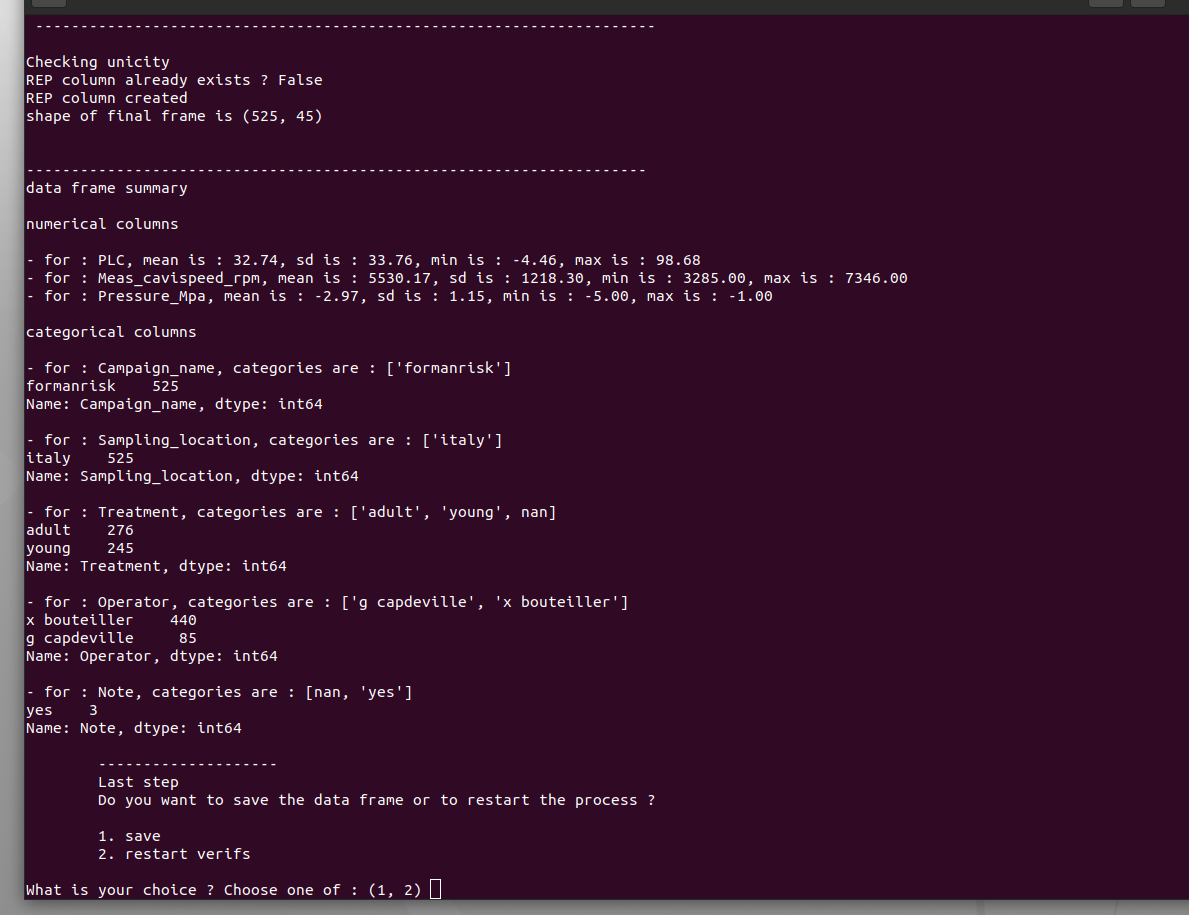 ---------------------------------------------------------------------
Checking unicity
REP column already exists ? False
REP column created
shape of final frame is (525, 45)
---------------------------------------------------------------------
data frame summary
numerical columns
- for : PLC, mean is : 32.74, sd is : 33.76, min is : -4.46, max is : 98.68
- for : Meas_cavispeed_rpm, mean is : 5530.17, sd is : 1218.30, min is : 3285.00, max is : 7346.00
- for : Pressure_Mpa, mean is : -2.97, sd is : 1.15, min is : -5.00, max is : -1.00
categorical columns
- for : Campaign_name, categories are : ['formanrisk']
formanrisk    525
Name: Campaign_name, dtype: int64
- for : Sampling_location, categories are : ['italy']
italy    525
Name: Sampling_location, dtype: int64
- for : Treatment, categories are : ['adult', 'young', nan]
adult    276
young    245
Name: Treatment, dtype: int64
- for : Operator, categories are : ['g capdeville', 'x bouteiller']
x bouteiller    440
g capdeville     85
Name: Operator, dtype: int64
- for : Note, categories are : [nan, 'yes']
yes    3
Name: Note, dtype: int64
--------------------
Last step
Do you want to save the data frame or to restart the process ?
1. save
2. restart verifs
What is your choice ? Choose one of : (1, 2)